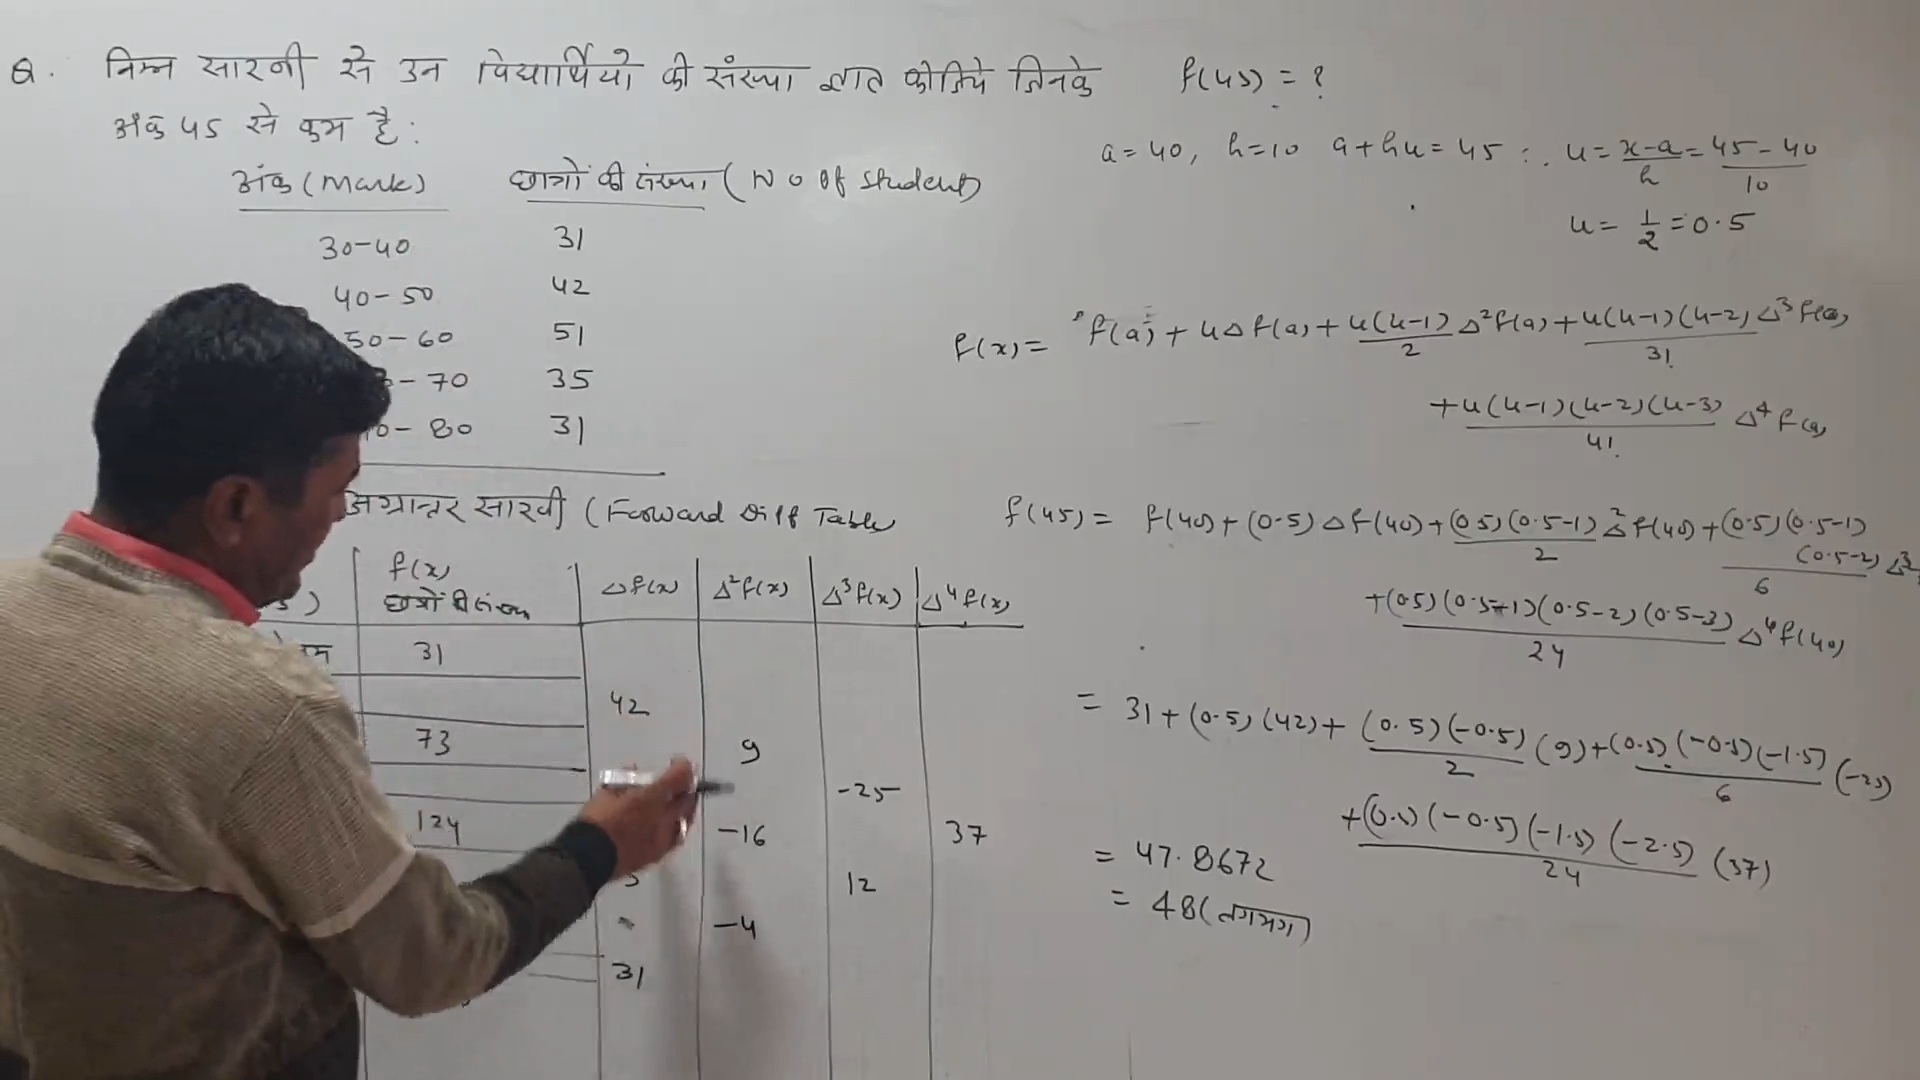 Q. निम्न सारणी से उन विद्यार्थियों की संख्या ज्ञात कीजिये जिनके
अंक 45 से कम है:
अंक (Mark) छात्रों की संख्या (No of Student)
30-40 31
40-50 42
50-60 51
- 70 35
0- 80 31
अग्रान्तर सारणी (Forward Diff Table
f(x)
छात्रों की संख्या Δf(x) Δ²f(x) Δ³f(x) Δ⁴f(x)
31
42
73 9
-25
124 -16 37
12
-4
31
f(45) = ?
a = 40, h=10 a+hu = 45 ∴ u = (x-a)/h = (45-40)/10
u = 1/2 = 0.5
f(x) = f(a) + uΔf(a) + u(u-1)/2 Δ²f(a) + u(u-1)(u-2)/3! Δ³f(a)
+ u(u-1)(u-2)(u-3)/4! Δ⁴f(a)
f(45) = f(40) + (0.5) Δf(40) + (0.5)(0.5-1)/2 Δ²f(40) + (0.5)(0.5-1)(0.5-2)/6 Δ³
+ (0.5)(0.5-1)(0.5-2)(0.5-3)/24 Δ⁴f(40)
= 31 + (0.5)(42) + (0.5)(-0.5)/2 (9) + (0.5)(-0.5)(-1.5)/6 (-25)
+ (0.5)(-0.5)(-1.5)(-2.5)/24 (37)
= 47.8672
= 48 (लगभग)